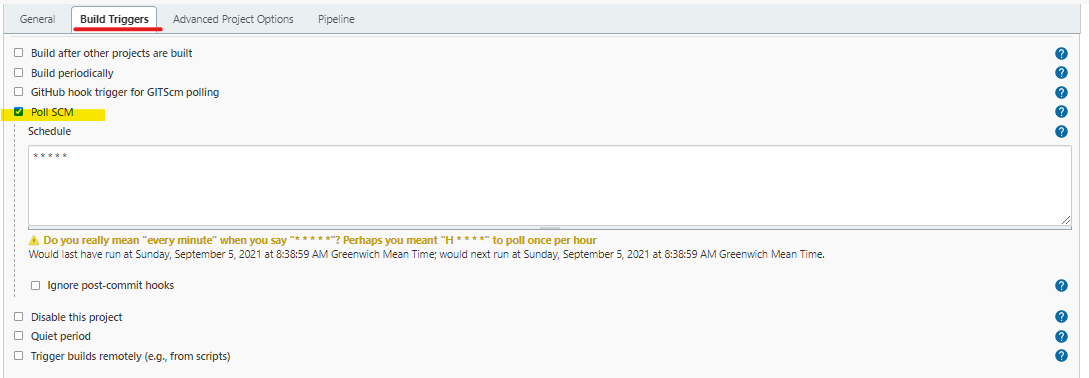 General Build Triggers Advanced Project Options Pipeline
Build after other projects are built
Build periodically
GitHub hook trigger for GITScm polling
Poll SCM
Schedule
* * * * *
Do you really mean "every minute" when you say "* * * * *"? Perhaps you meant "H * * * *" to poll once per hour
Would last have run at Sunday, September 5, 2021 at 8:38:59 AM Greenwich Mean Time; would next run at Sunday, September 5, 2021 at 8:38:59 AM Greenwich Mean Time.
Ignore post-commit hooks
Disable this project
Quiet period
Trigger builds remotely (e.g., from scripts)